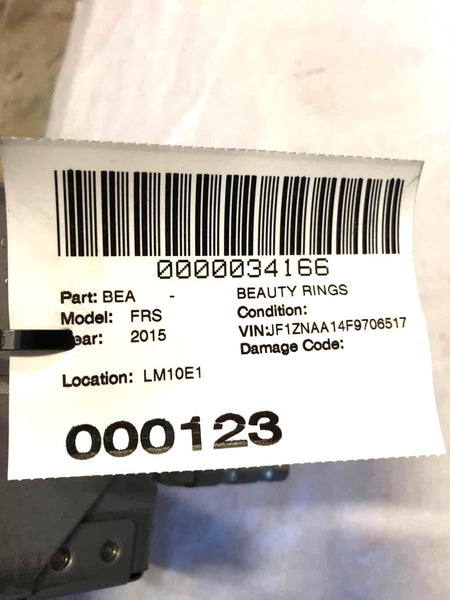 0000034166
Part: BEA - BEAUTY RINGS
Model: FRS Condition:
ear: 2015 VIN:JF1ZNAA14F9706517
Damage Code:
Location: LM10E1
000123